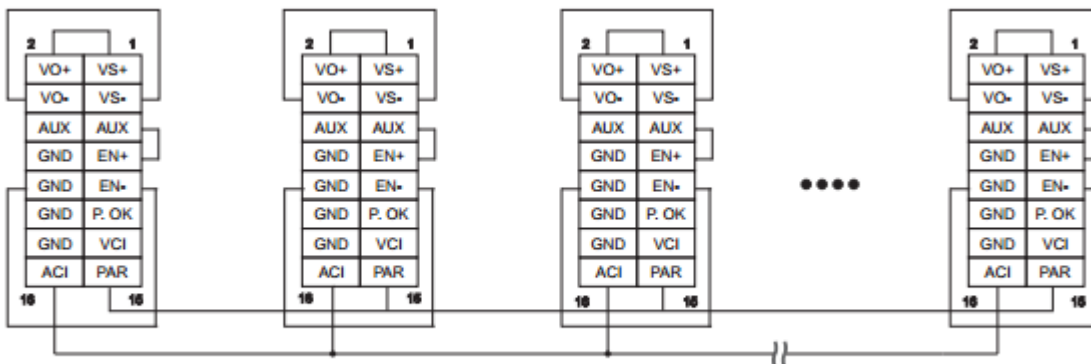 2 1 2 1 2 1 2 1
VO+ VS+ VO+ VS+ VO+ VS+ VO+ VS+
VO- VS- VO- VS- VO- VS- VO- VS-
AUX AUX AUX AUX AUX AUX AUX AUX
GND EN+ GND EN+ GND EN+ GND EN+
GND EN- GND EN- GND EN- GND EN-
GND P. OK GND P. OK GND P. OK GND P. OK
GND VCI GND VCI GND VCI GND VCI
ACI PAR ACI PAR ACI PAR ACI PAR
16 15 16 15 16 15 16 15